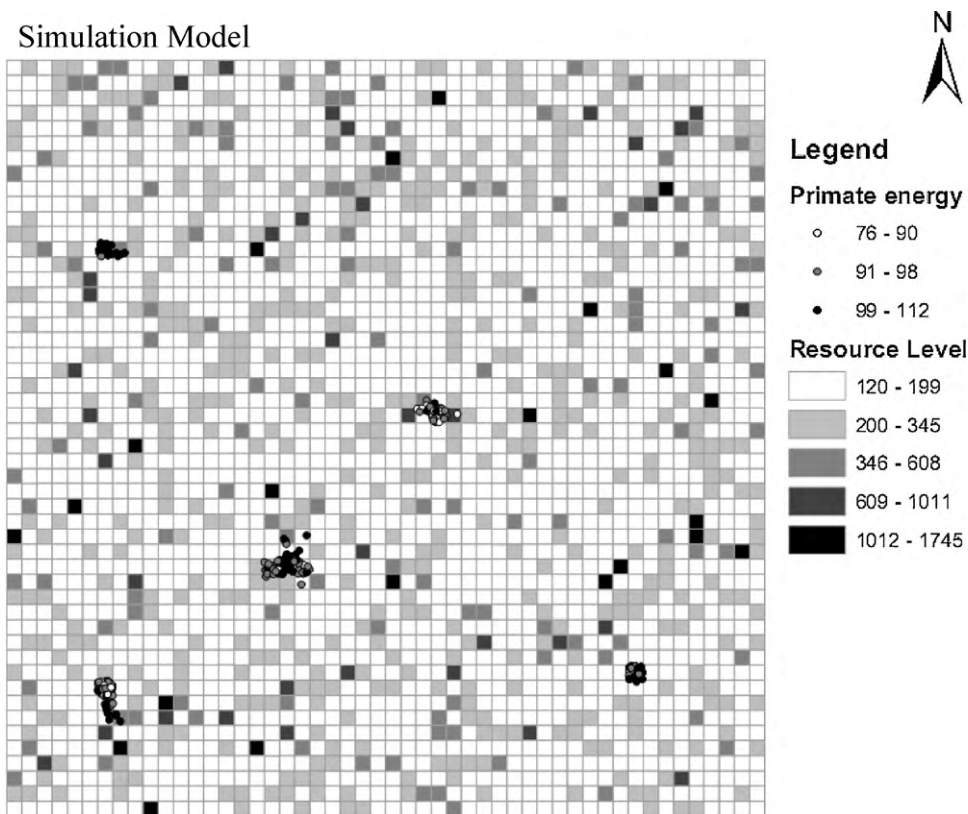 Simulation Model
N
Legend
Primate energy
76 - 90
91 - 98
99 - 112
Resource Level
120 - 199
200 - 345
346 - 608
609 - 1011
1012 - 1745